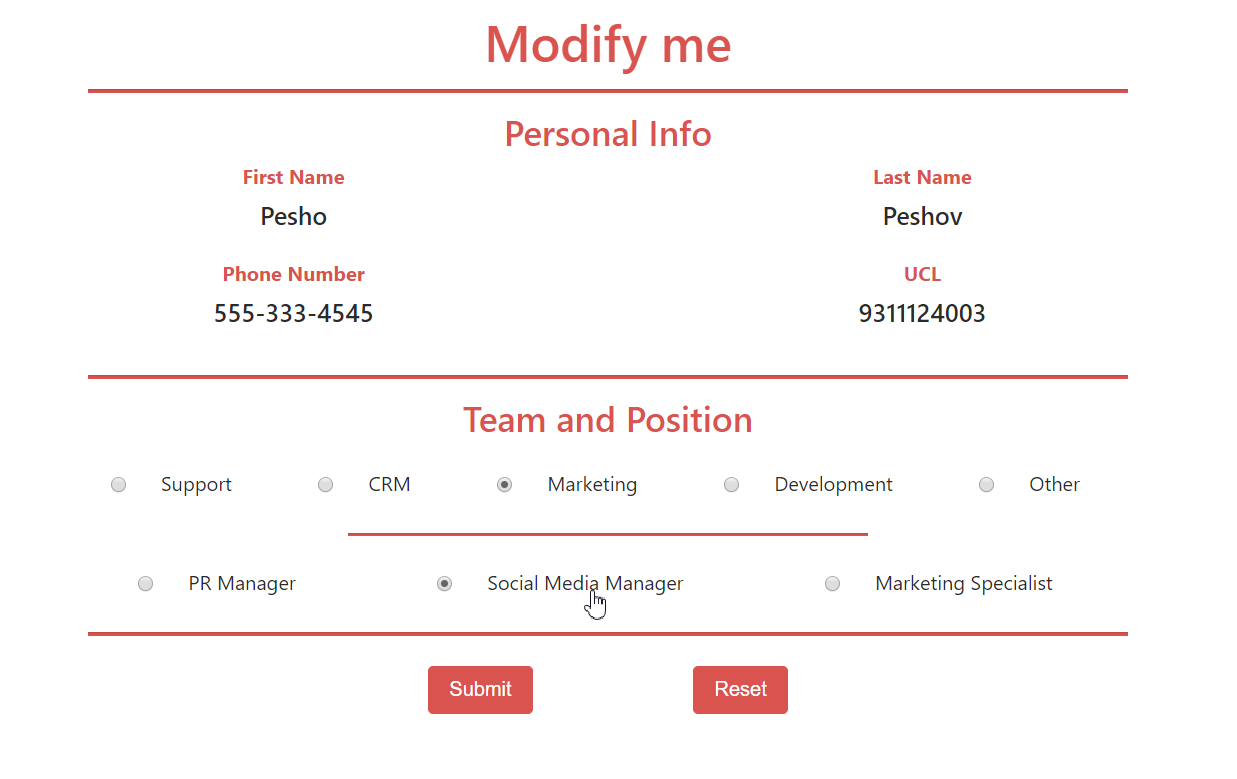 Modify me
Personal Info
First Name Last Name
Pesho Peshov
Phone Number UCL
555-333-4545 9311124003
Team and Position
Support CRM Marketing Development Other
PR Manager Social Media Manager Marketing Specialist
Submit Reset